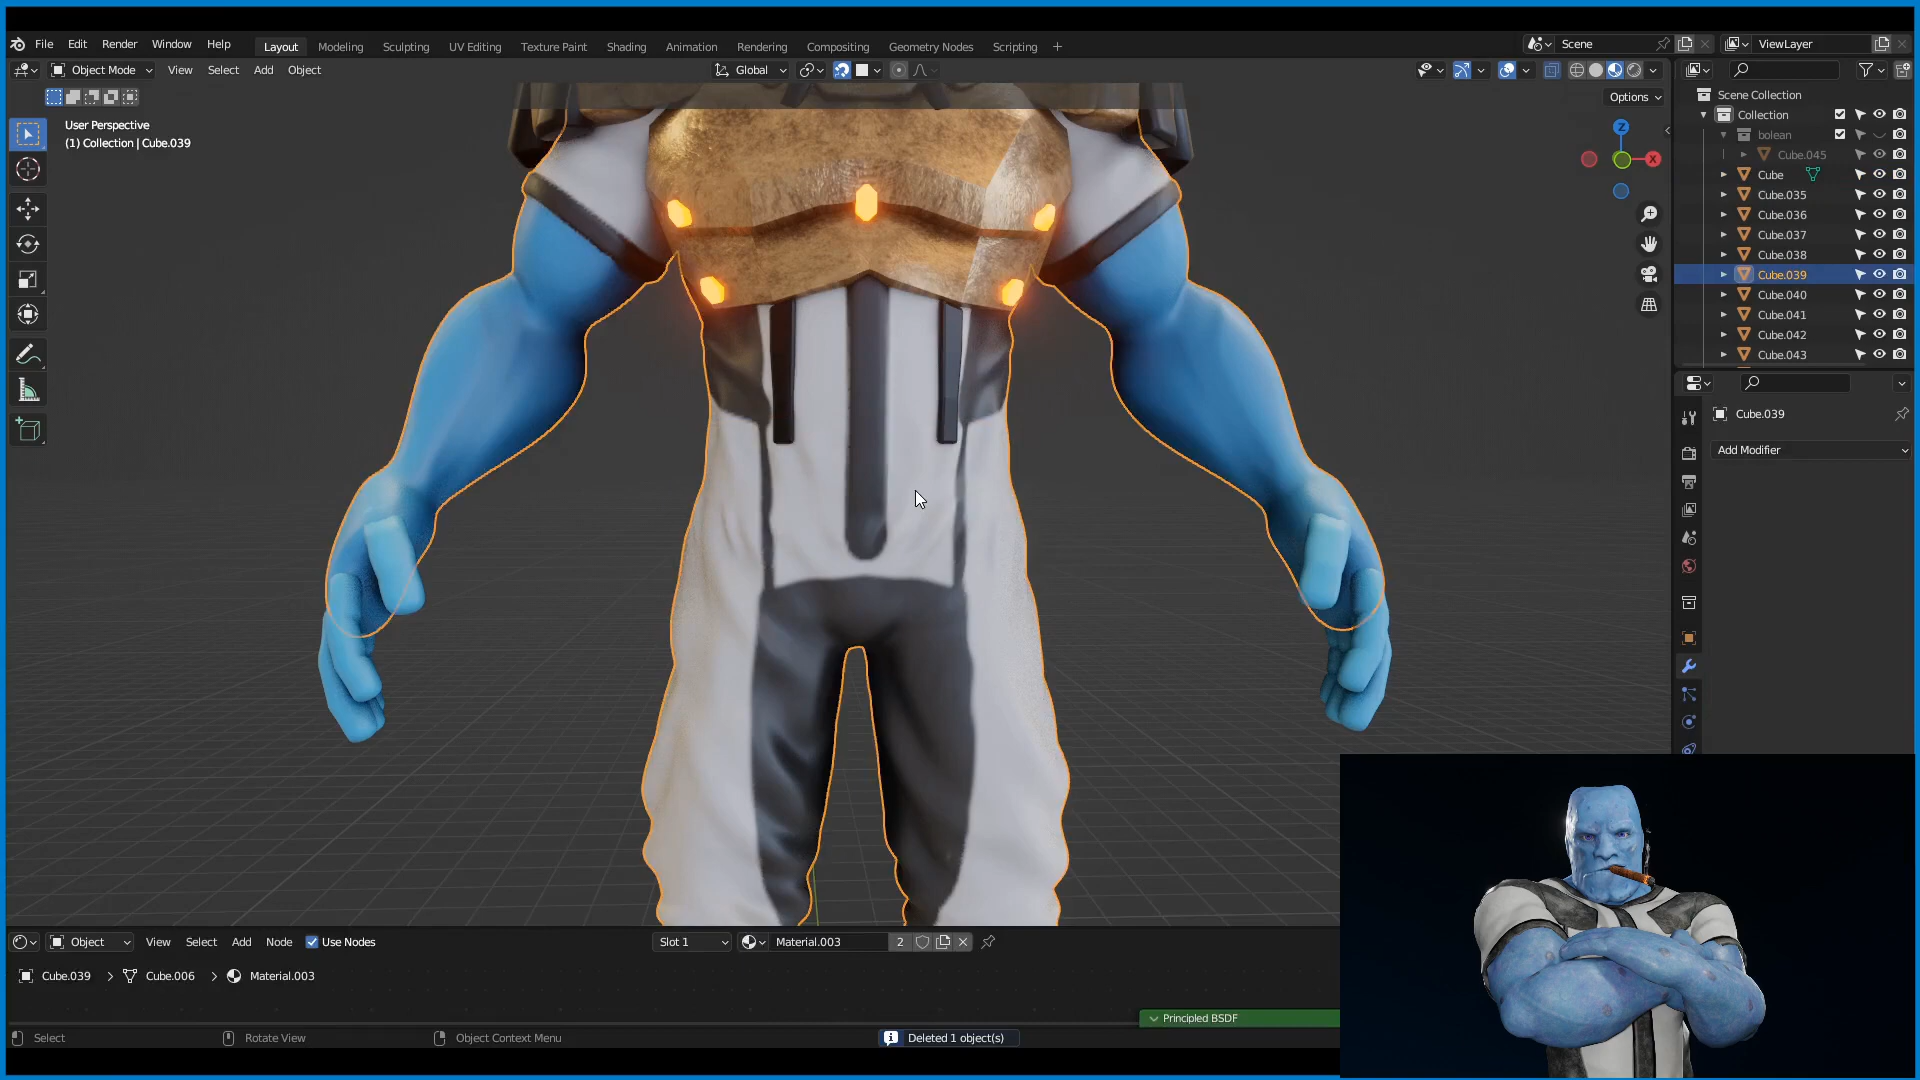 File Edit Render Window Help Layout Modeling Sculpting UV Editing Texture Paint Shading Animation Rendering Compositing Geometry Nodes Scripting + Scene ViewLayer
Object Mode View Select Add Object Global
Options
User Perspective
(1) Collection | Cube.039
Z
X
Scene Collection
Collection
bolean
Cube.045
Cube
Cube.035
Cube.036
Cube.037
Cube.038
Cube.039
Cube.040
Cube.041
Cube.042
Cube.043
Cube.039
Add Modifier
Object View Select Add Node Use Nodes Slot 1 Material.003 2
Cube.039 > Cube.006 > Material.003
Principled BSDF
Select Rotate View Object Context Menu Deleted 1 object(s)